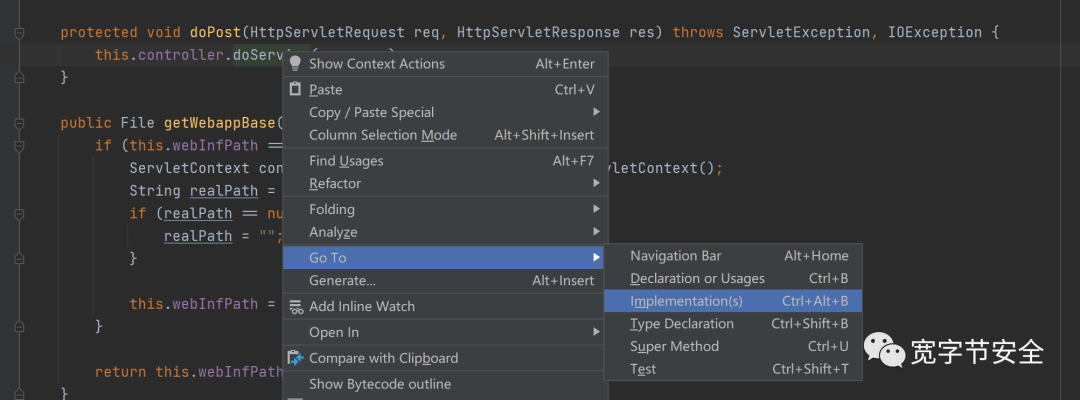 protected void doPost(HttpServletRequest req, HttpServletResponse res) throws ServletException, IOException {
this.controller.doServi
}
public File getWebappBase(
if (this.webInfPath ==
ServletContext con
vletContext();
String realPath =
if (realPath == nu
realPath = "";
}
this.webInfPath =
}
return this.webInfPath
}
Show Context Actions Alt+Enter
Paste Ctrl+V
Copy / Paste Special
Column Selection Mode Alt+Shift+Insert
Find Usages Alt+F7
Refactor
Folding
Analyze
Go To
Generate... Alt+Insert
Add Inline Watch
Open In
Compare with Clipboard
Show Bytecode outline
Navigation Bar Alt+Home
Declaration or Usages Ctrl+B
Implementation(s) Ctrl+Alt+B
Type Declaration Ctrl+Shift+B
Super Method Ctrl+U
Test Ctrl+Shift+T
宽字节安全